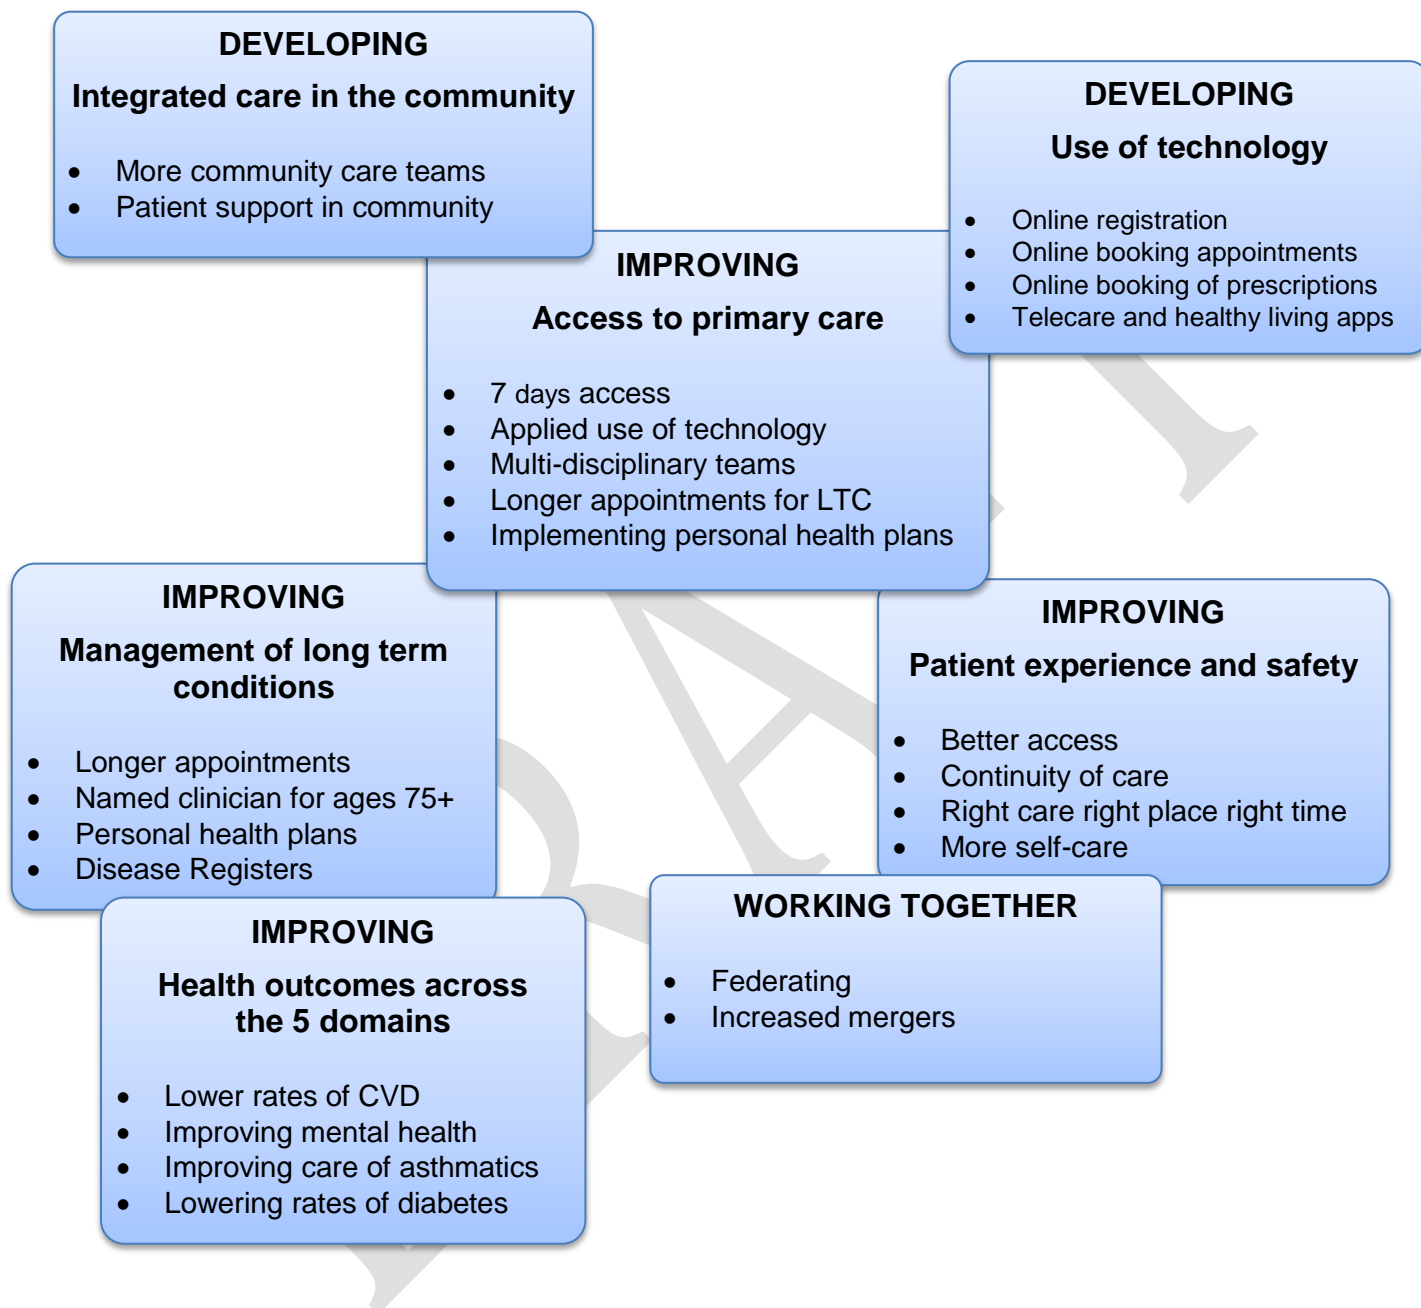 DEVELOPING
Integrated care in the community
• More community care teams
• Patient support in community
DEVELOPING
Use of technology
• Online registration
• Online booking appointments
• Online booking of prescriptions
• Telecare and healthy living apps
IMPROVING
Access to primary care
• 7 days access
• Applied use of technology
• Multi-disciplinary teams
• Longer appointments for LTC
• Implementing personal health plans
IMPROVING
Management of long term
conditions
• Longer appointments
• Named clinician for ages 75+
• Personal health plans
• Disease Registers
IMPROVING
Patient experience and safety
• Better access
• Continuity of care
• Right care right place right time
• More self-care
IMPROVING
Health outcomes across
the 5 domains
• Lower rates of CVD
• Improving mental health
• Improving care of asthmatics
• Lowering rates of diabetes
WORKING TOGETHER
• Federating
• Increased mergers
DRAFT